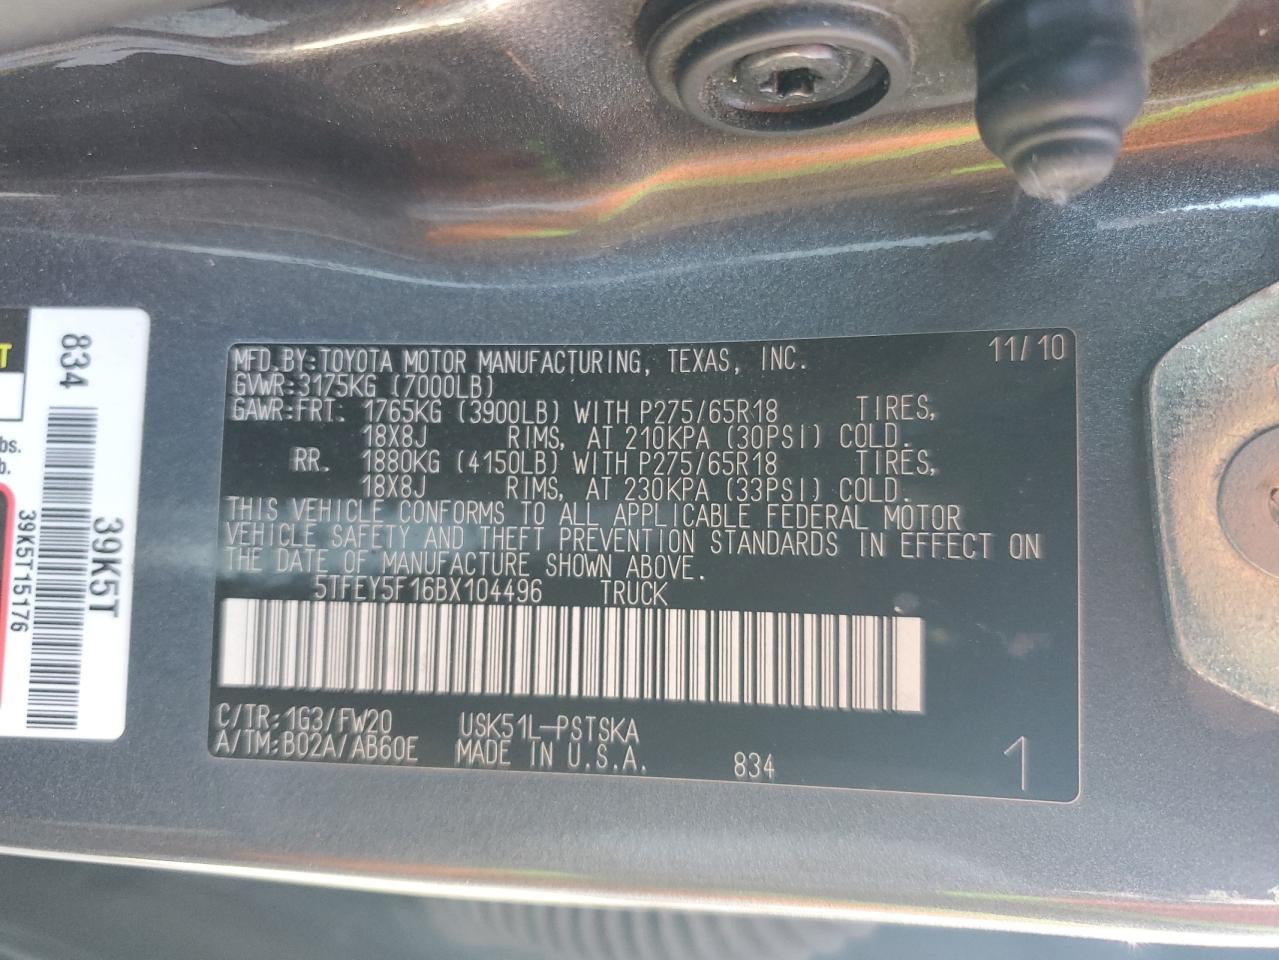 MFD.BY:TOYOTA MOTOR MANUFACTURING, TEXAS, INC. 11/10
GVWR:3175KG (7000LB)
GAWR:FRT. 1765KG (3900LB) WITH P275/65R18 TIRES,
18X8J RIMS, AT 210KPA (30PSI) COLD.
RR. 1880KG (4150LB) WITH P275/65R18 TIRES,
18X8J RIMS, AT 230KPA (33PSI) COLD.
THIS VEHICLE CONFORMS TO ALL APPLICABLE FEDERAL MOTOR
VEHICLE SAFETY AND THEFT PREVENTION STANDARDS IN EFFECT ON
THE DATE OF MANUFACTURE SHOWN ABOVE.
5TFEY5F16BX104496 TRUCK
C/TR:1G3/FW20 USK51L-PSTSKA
A/TM:B02A/AB60E MADE IN U.S.A. 834 1
834
39K5T
39K5T15176
T
bs.
b.